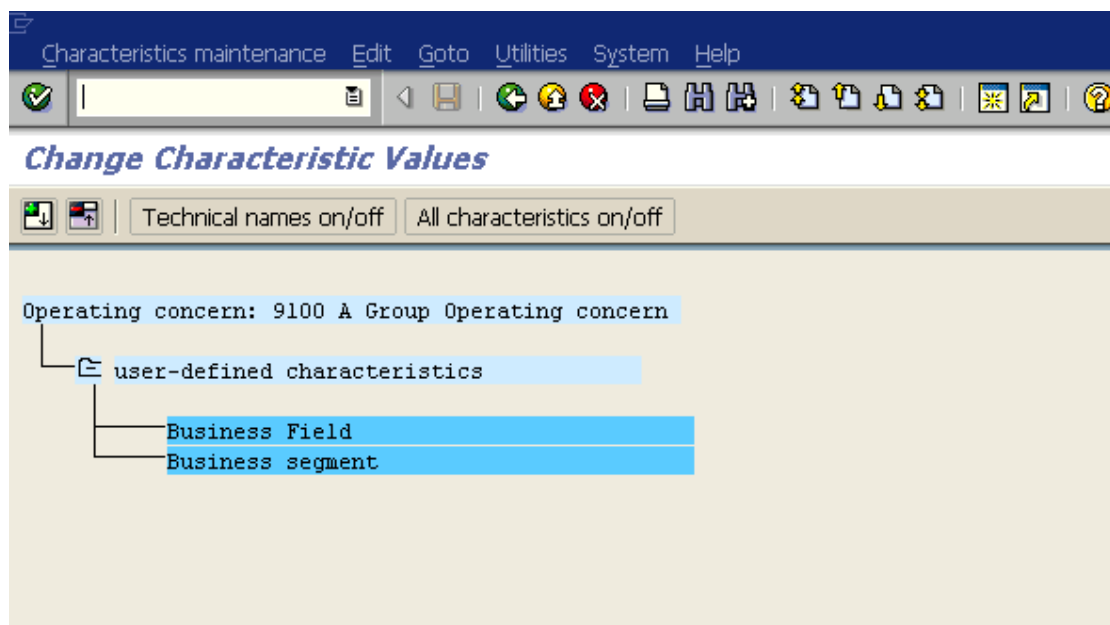 Characteristics maintenance Edit Goto Utilities System Help
Change Characteristic Values
Technical names on/off All characteristics on/off
Operating concern: 9100 A Group Operating concern
user-defined characteristics
Business Field
Business segment